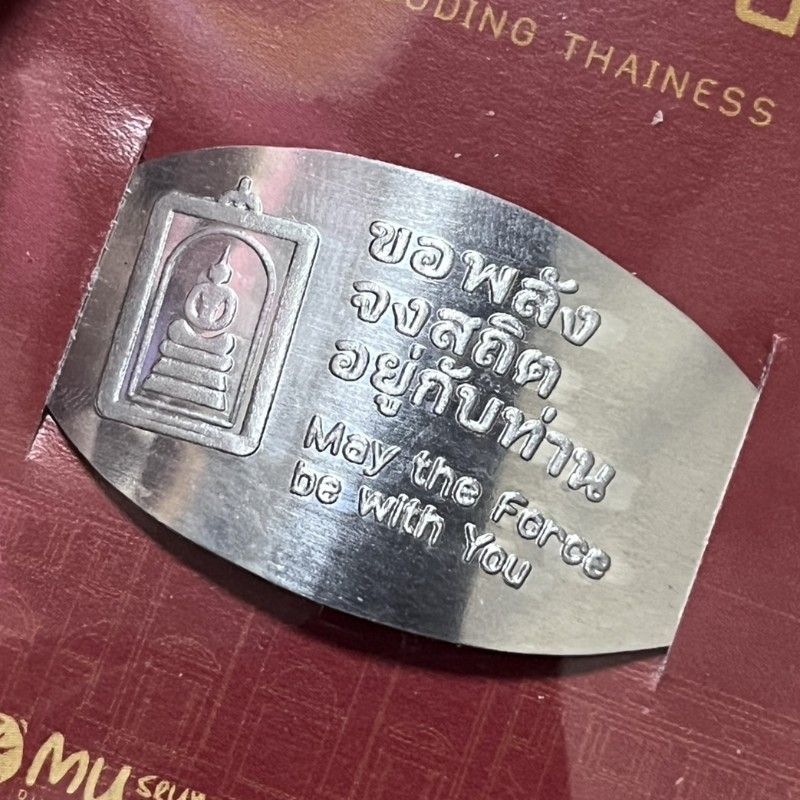 DING THAINESS
ขอพลัง
จงสถิต
อยู่กับท่าน
May the Force
be with You
Museum